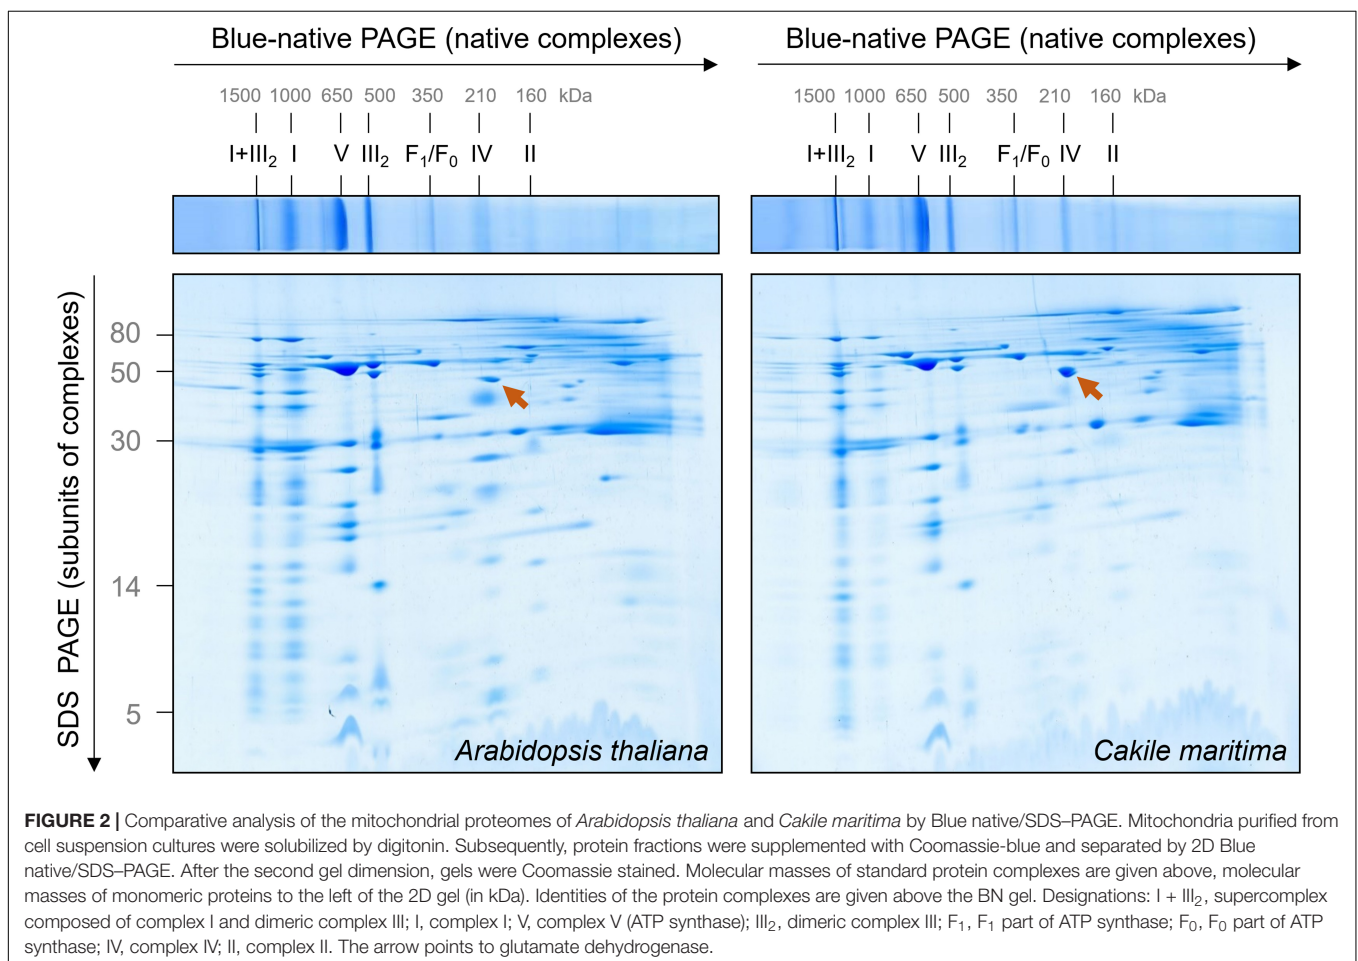 Blue-native PAGE (native complexes) Blue-native PAGE (native complexes)
1500 1000 650 500 350 210 160 kDa 1500 1000 650 500 350 210 160 kDa
I+III₂ I V III₂ F₁/F₀ IV II I+III₂ I V III₂ F₁/F₀ IV II
SDS PAGE (subunits of complexes)
80
50
30
14
5
Arabidopsis thaliana Cakile maritima
FIGURE 2 | Comparative analysis of the mitochondrial proteomes of Arabidopsis thaliana and Cakile maritima by Blue native/SDS–PAGE. Mitochondria purified from
cell suspension cultures were solubilized by digitonin. Subsequently, protein fractions were supplemented with Coomassie-blue and separated by 2D Blue
native/SDS–PAGE. After the second gel dimension, gels were Coomassie stained. Molecular masses of standard protein complexes are given above, molecular
masses of monomeric proteins to the left of the 2D gel (in kDa). Identities of the protein complexes are given above the BN gel. Designations: I + III₂, supercomplex
composed of complex I and dimeric complex III; I, complex I; V, complex V (ATP synthase); III₂, dimeric complex III; F₁, F₁ part of ATP synthase; F₀, F₀ part of ATP
synthase; IV, complex IV; II, complex II. The arrow points to glutamate dehydrogenase.